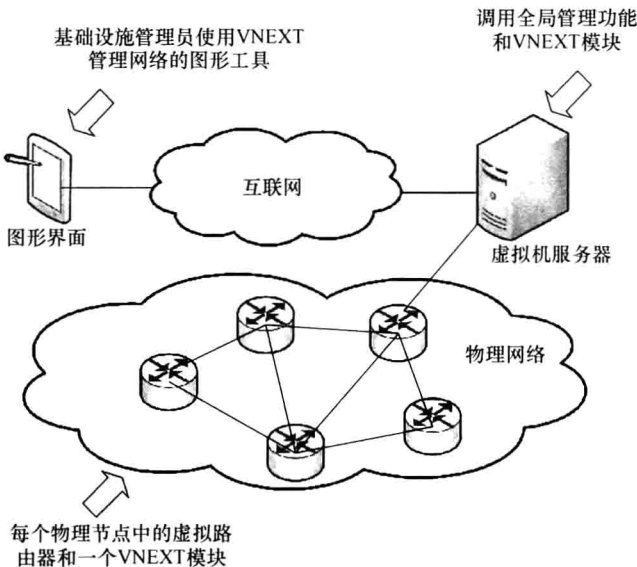 基础设施管理员使用VNEXT
管理网络的图形工具
调用全局管理功能
和VNEXT模块
互联网
图形界面
虚拟机服务器
物理网络
每个物理节点中的虚拟路
由器和一个VNEXT模块